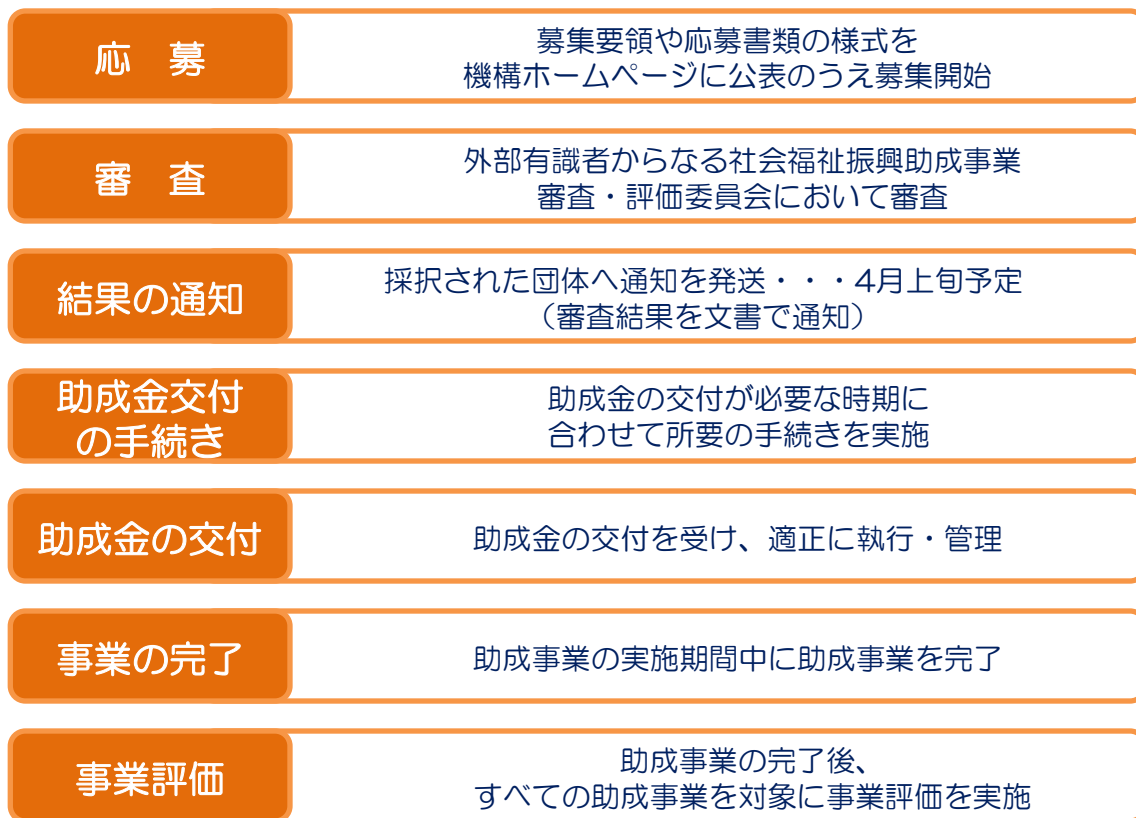 応　募
募集要領や応募書類の様式を
機構ホームページに公表のうえ募集開始
審　査
外部有識者からなる社会福祉振興助成事業
審査・評価委員会において審査
結果の通知
採択された団体へ通知を発送・・・4月上旬予定
（審査結果を文書で通知）
助成金交付
の手続き
助成金の交付が必要な時期に
合わせて所要の手続きを実施
助成金の交付
助成金の交付を受け、適正に執行・管理
事業の完了
助成事業の実施期間中に助成事業を完了
事業評価
助成事業の完了後、
すべての助成事業を対象に事業評価を実施